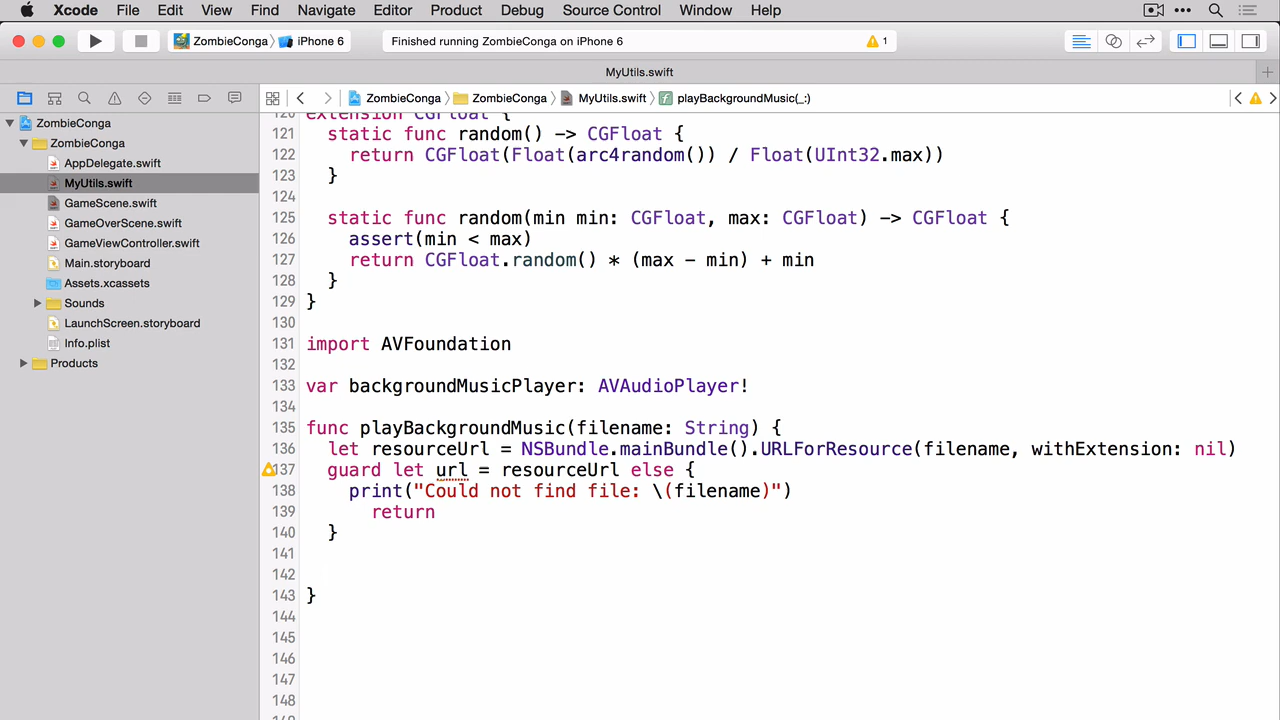 Xcode File Edit View Find Navigate Editor Product Debug Source Control Window Help
ZombieConga iPhone 6 Finished running ZombieConga on iPhone 6 1
MyUtils.swift
ZombieConga ZombieConga MyUtils.swift playBackgroundMusic(_:)
ZombieConga
ZombieConga
AppDelegate.swift
MyUtils.swift
GameScene.swift
GameOverScene.swift
GameViewController.swift
Main.storyboard
Assets.xcassets
Sounds
LaunchScreen.storyboard
Info.plist
Products
120 extension CGFloat {
121 static func random() -> CGFloat {
122 return CGFloat(Float(arc4random()) / Float(UInt32.max))
123 }
124
125 static func random(min min: CGFloat, max: CGFloat) -> CGFloat {
126 assert(min < max)
127 return CGFloat.random() * (max - min) + min
128 }
129 }
130
131 import AVFoundation
132
133 var backgroundMusicPlayer: AVAudioPlayer!
134
135 func playBackgroundMusic(filename: String) {
136 let resourceUrl = NSBundle.mainBundle().URLForResource(filename, withExtension: nil)
137 guard let url = resourceUrl else {
138 print("Could not find file: \(filename)")
139 return
140 }
141
142
143 }
144
145
146
147
148
149